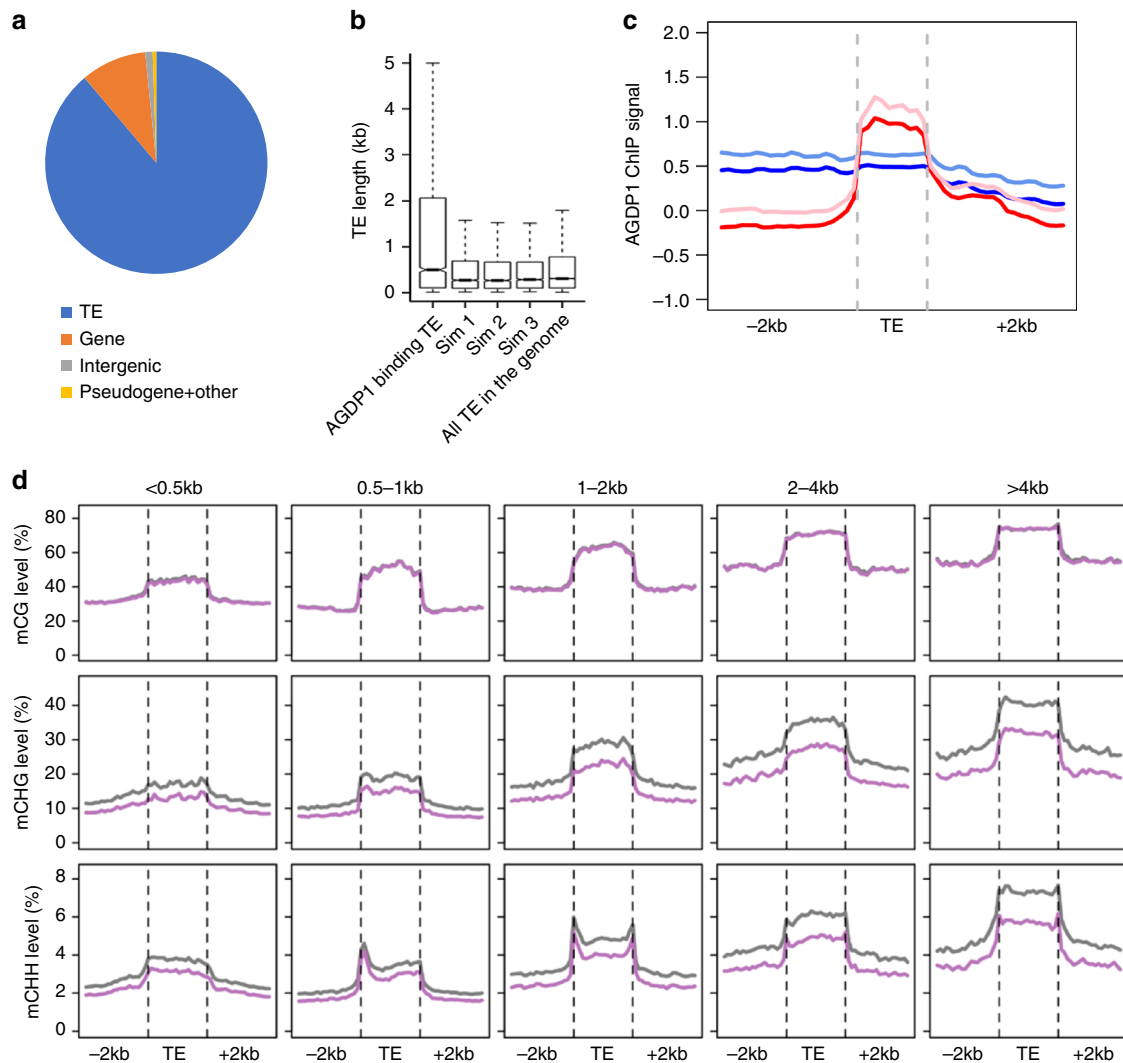 a
TE
Gene
Intergenic
Pseudogene+other
b
TE length (kb)
5
4
3
2
1
0
AGDP1 binding TE
Sim 1
Sim 2
Sim 3
All TE in the genome
c
AGDP1 ChIP signal
2.0
1.5
1.0
0.5
0.0
−0.5
−1.0
−2kb TE +2kb
d
<0.5kb 0.5–1kb 1–2kb 2–4kb >4kb
mCG level (%)
80
60
40
20
0
mCHG level (%)
40
30
20
10
0
mCHH level (%)
8
6
4
2
0
−2kb TE +2kb −2kb TE +2kb −2kb TE +2kb −2kb TE +2kb −2kb TE +2kb